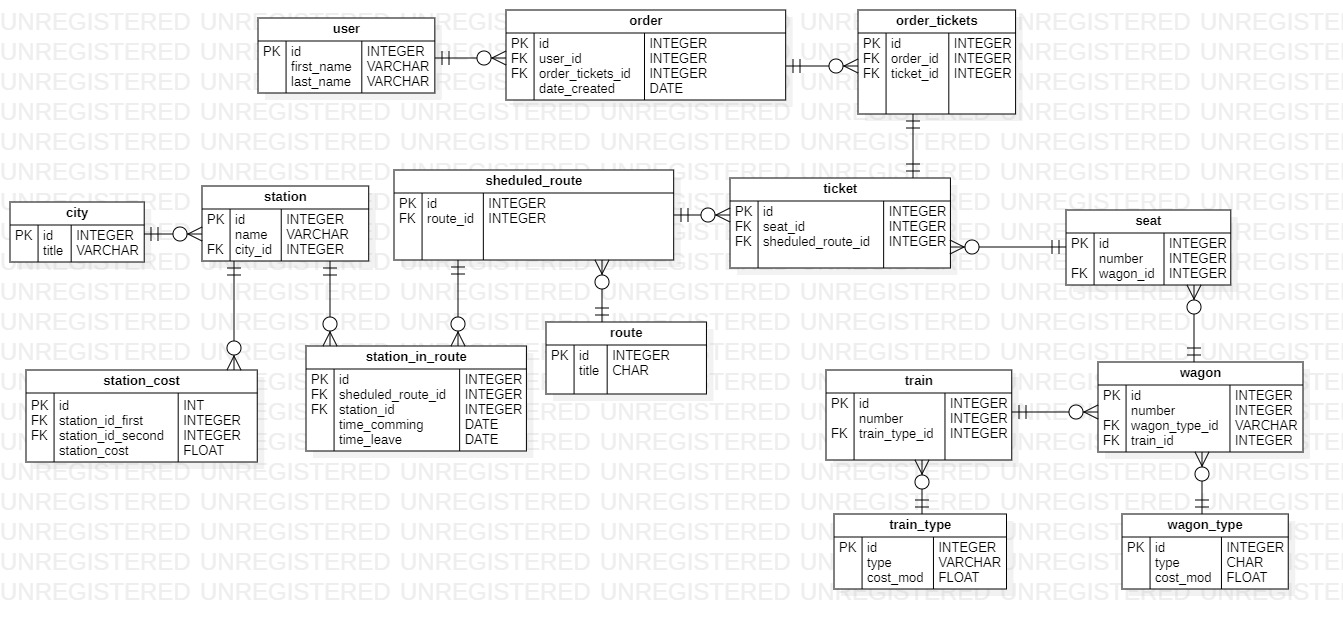 user
PK id INTEGER
first_name VARCHAR
last_name VARCHAR
order
PK id INTEGER
FK user_id INTEGER
FK order_tickets_id INTEGER
date_created DATE
order_tickets
PK id INTEGER
FK order_id INTEGER
FK ticket_id INTEGER
city
PK id INTEGER
title VARCHAR
station
PK id INTEGER
name VARCHAR
FK city_id INTEGER
sheduled_route
PK id INTEGER
FK route_id INTEGER
ticket
PK id INTEGER
FK seat_id INTEGER
FK sheduled_route_id INTEGER
seat
PK id INTEGER
number INTEGER
FK wagon_id INTEGER
station_cost
PK id INT
FK station_id_first INTEGER
FK station_id_second INTEGER
station_cost FLOAT
station_in_route
PK id INTEGER
FK sheduled_route_id INTEGER
FK station_id INTEGER
time_comming DATE
time_leave DATE
route
PK id INTEGER
title CHAR
train
PK id INTEGER
number INTEGER
FK train_type_id INTEGER
wagon
PK id INTEGER
number INTEGER
FK wagon_type_id VARCHAR
FK train_id INTEGER
train_type
PK id INTEGER
type VARCHAR
cost_mod FLOAT
wagon_type
PK id INTEGER
type CHAR
cost_mod FLOAT
UNREGISTERED